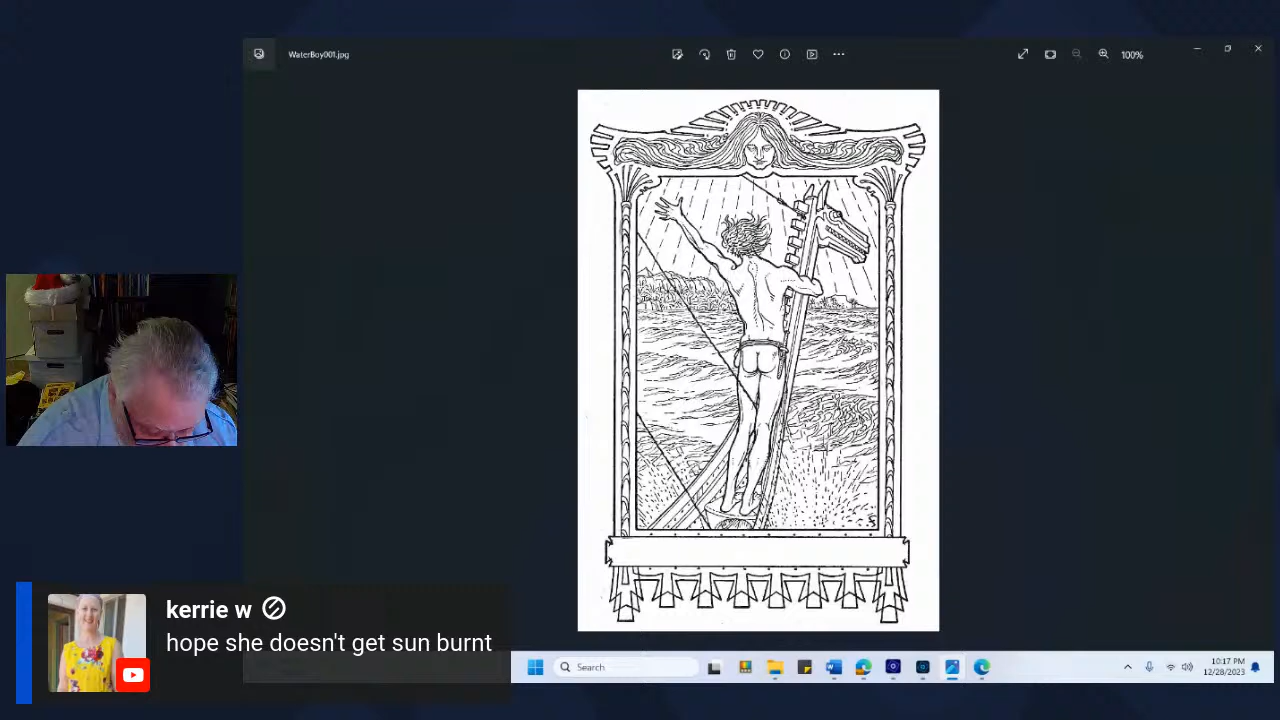 WaterBoy001.jpg
100%
kerrie w
hope she doesn't get sun burnt
Search
10:17 PM
12/28/2023